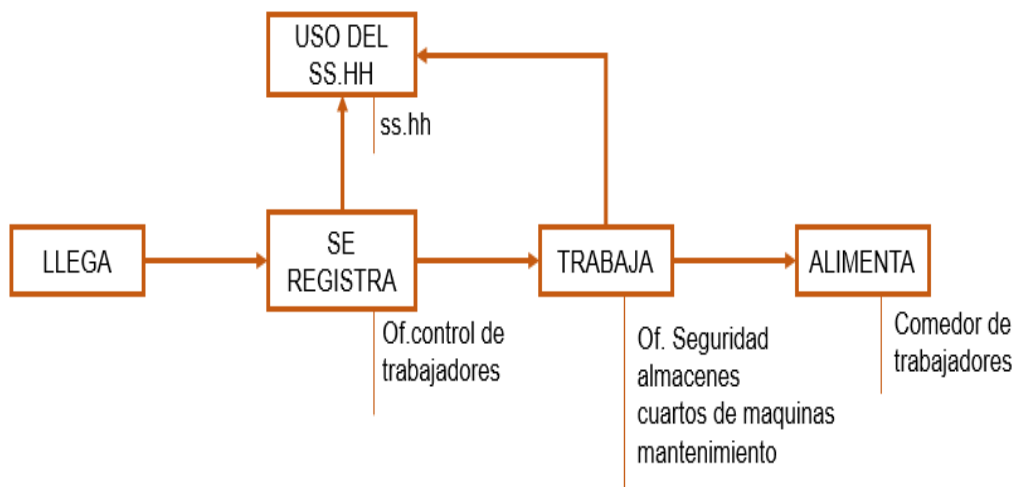 USO DEL
SS.HH
ss.hh
LLEGA
SE
REGISTRA
TRABAJA
ALIMENTA
Of.control de
trabajadores
Of. Seguridad
almacenes
cuartos de maquinas
mantenimiento
Comedor de
trabajadores